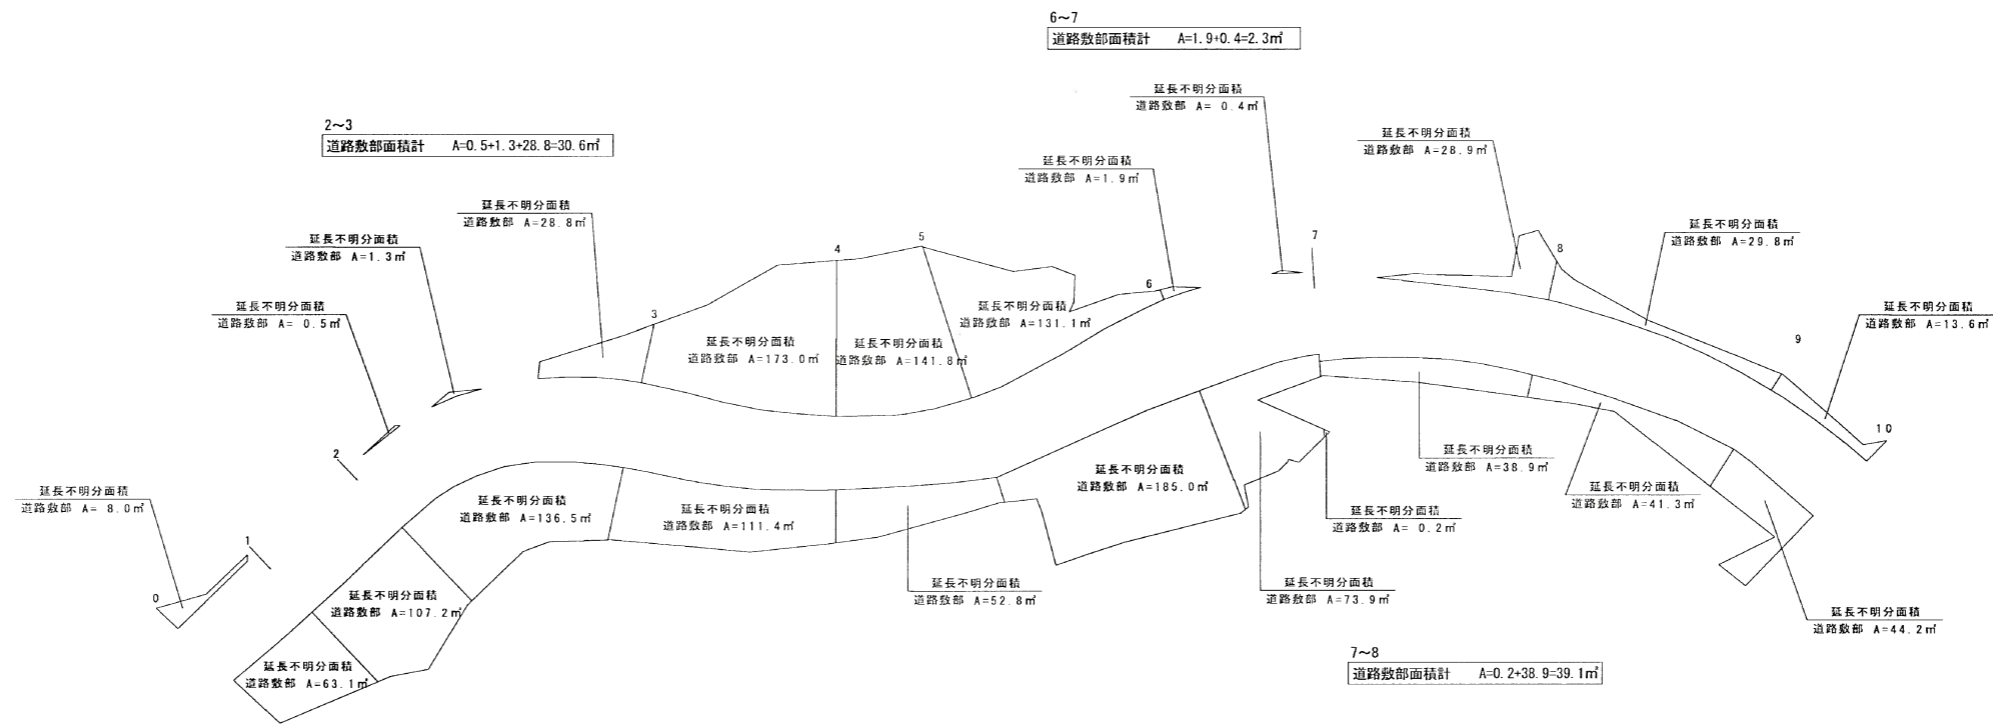 6～7
道路敷部面積計 A=1.9+0.4=2.3㎡
延長不明分面積
道路敷部 A= 0.4㎡
2～3
道路敷部面積計 A=0.5+1.3+28.8=30.6㎡
延長不明分面積
道路敷部 A=28.9㎡
延長不明分面積
道路敷部 A=1.9㎡
延長不明分面積
道路敷部 A=28.8㎡
延長不明分面積
道路敷部 A=1.3㎡
延長不明分面積
道路敷部 A=29.8㎡
延長不明分面積
道路敷部 A= 0.5㎡
延長不明分面積
道路敷部 A=13.6㎡
3
4
5
6
7
8
9
10
延長不明分面積
道路敷部 A=173.0㎡
延長不明分面積
道路敷部 A=141.8㎡
延長不明分面積
道路敷部 A=131.1㎡
2
延長不明分面積
道路敷部 A= 8.0㎡
1
0
延長不明分面積
道路敷部 A=136.5㎡
延長不明分面積
道路敷部 A=111.4㎡
延長不明分面積
道路敷部 A=185.0㎡
延長不明分面積
道路敷部 A=38.9㎡
延長不明分面積
道路敷部 A=41.3㎡
延長不明分面積
道路敷部 A= 0.2㎡
延長不明分面積
道路敷部 A=107.2㎡
延長不明分面積
道路敷部 A=52.8㎡
延長不明分面積
道路敷部 A=73.9㎡
延長不明分面積
道路敷部 A=44.2㎡
延長不明分面積
道路敷部 A=63.1㎡
7～8
道路敷部面積計 A=0.2+38.9=39.1㎡